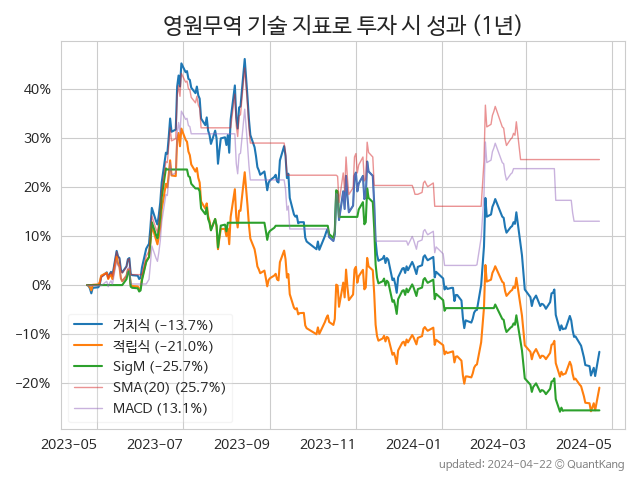 영원무역 기술 지표로 투자 시 성과 (1년)
40%
30%
20%
10%
0%
−10%
−20%
거치식 (−13.7%)
적립식 (−21.0%)
SigM (−25.7%)
SMA(20) (25.7%)
MACD (13.1%)
2023-05 2023-07 2023-09 2023-11 2024-01 2024-03 2024-05
updated: 2024-04-22 © QuantKang